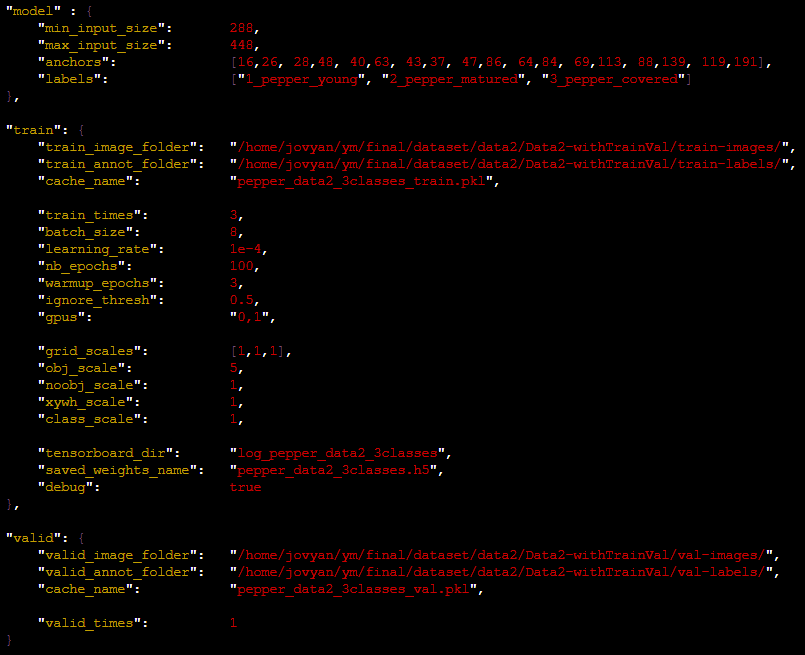 "model" : {
    "min_input_size":       288,
    "max_input_size":       448,
    "anchors":              [16,26, 28,48, 40,63, 43,37, 47,86, 64,84, 69,113, 88,139, 119,191],
    "labels":               ["1_pepper_young", "2_pepper_matured", "3_pepper_covered"]
},
"train": {
    "train_image_folder":   "/home/jovyan/ym/final/dataset/data2/Data2-withTrainVal/train-images/",
    "train_annot_folder":   "/home/jovyan/ym/final/dataset/data2/Data2-withTrainVal/train-labels/",
    "cache_name":           "pepper_data2_3classes_train.pkl",
    "train_times":          3,
    "batch_size":           8,
    "learning_rate":        1e-4,
    "nb_epochs":            100,
    "warmup_epochs":        3,
    "ignore_thresh":        0.5,
    "gpus":                 "0,1",
    "grid_scales":          [1,1,1],
    "obj_scale":            5,
    "noobj_scale":          1,
    "xywh_scale":           1,
    "class_scale":          1,
    "tensorboard_dir":      "log_pepper_data2_3classes",
    "saved_weights_name":   "pepper_data2_3classes.h5",
    "debug":                true
},
"valid": {
    "valid_image_folder":   "/home/jovyan/ym/final/dataset/data2/Data2-withTrainVal/val-images/",
    "valid_annot_folder":   "/home/jovyan/ym/final/dataset/data2/Data2-withTrainVal/val-labels/",
    "cache_name":           "pepper_data2_3classes_val.pkl",
    "valid_times":          1
}